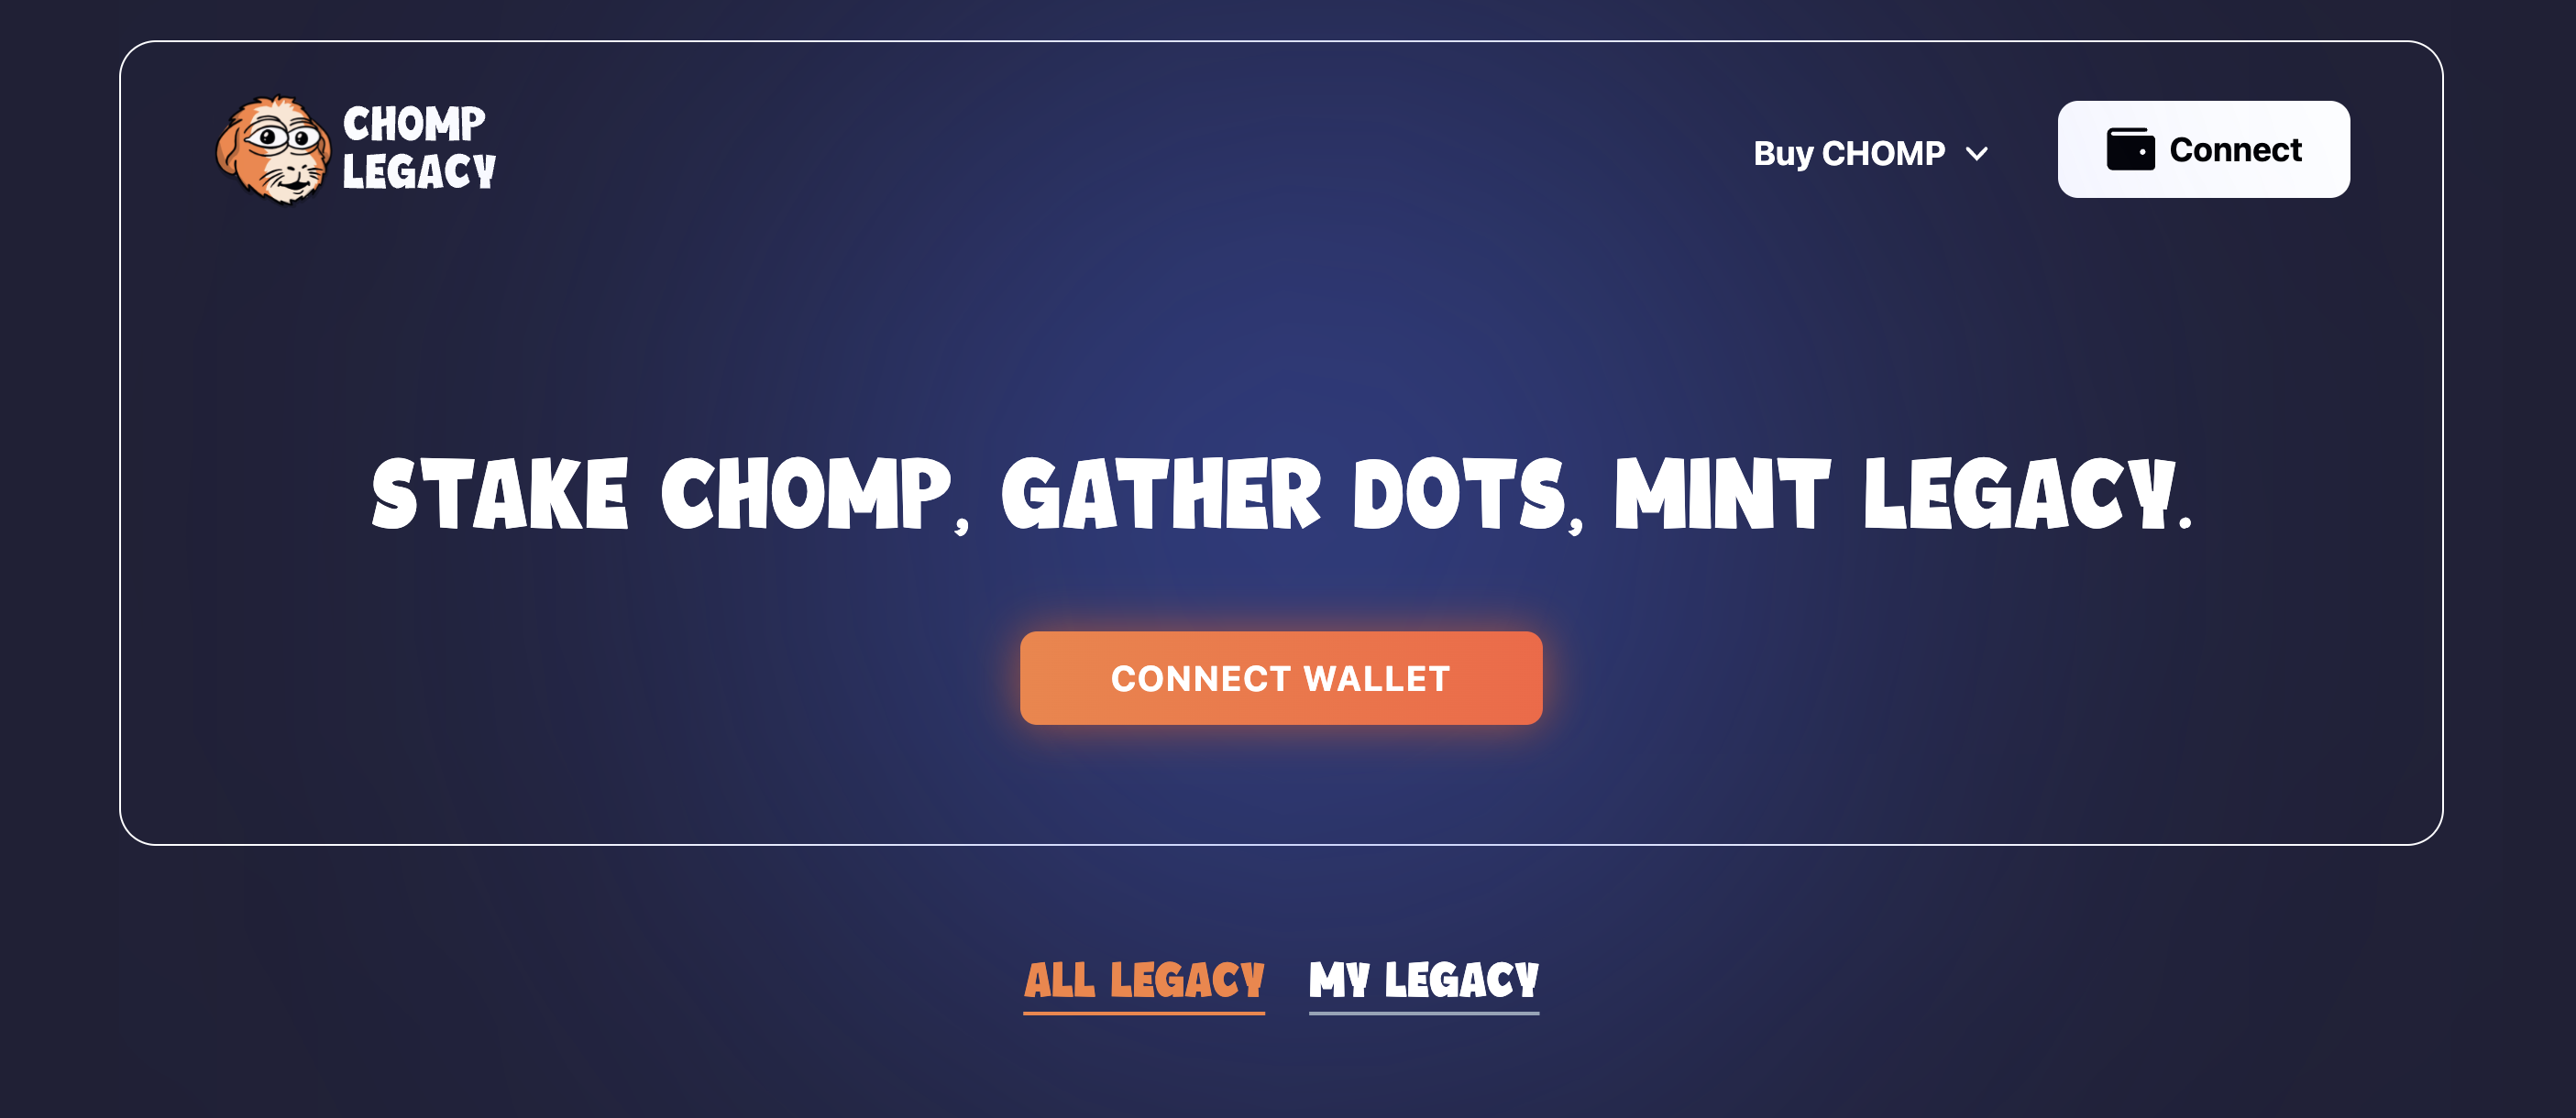 CHOMP
LEGACY
Buy CHOMP
Connect
STAKE CHOMP, GATHER DOTS, MINT LEGACY.
CONNECT WALLET
ALL LEGACY
MY LEGACY